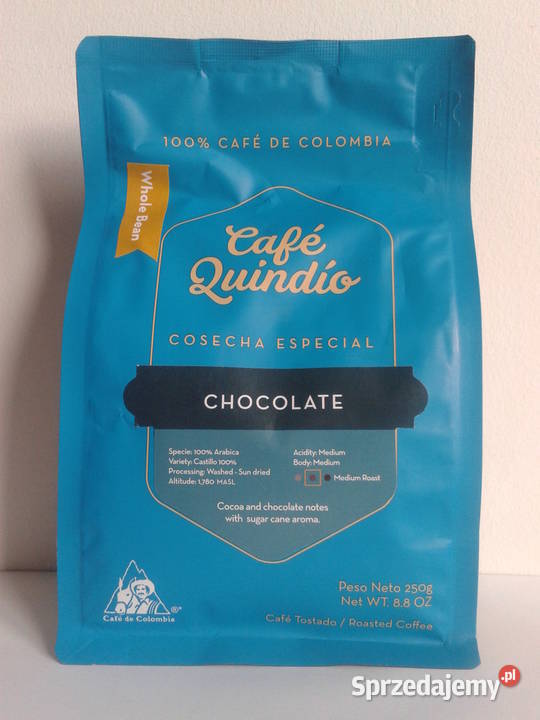 100% CAFÉ DE COLOMBIA
Whole Bean
Café
Quindío
COSECHA ESPECIAL
CHOCOLATE
Specie: 100% Arabica
Variety: Castillo 100%
Processing: Washed - Sun dried
Altitude: 1,780 MASL
Acidity: Medium
Body: Medium
Medium Roast
Cocoa and chocolate notes
with sugar cane aroma.
Peso Neto 250g
Net WT. 8.8 OZ
Café Tostado / Roasted Coffee
®
Café de Colombia
Sprzedajemy.pl